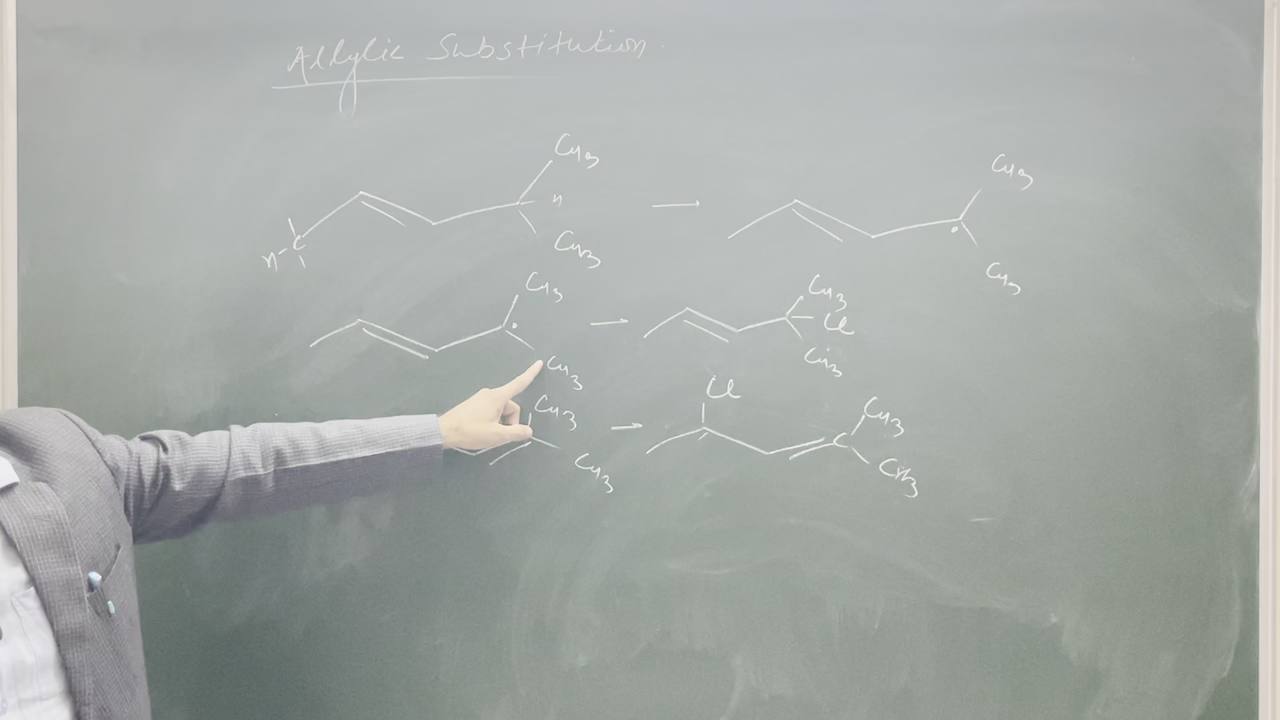 Allylic Substitution.
CH3 CH3
H C H
CH3 CH3
CH3 CH3
Cl
CH3 CH3
CH3 Cl CH3
C CH3
CH3